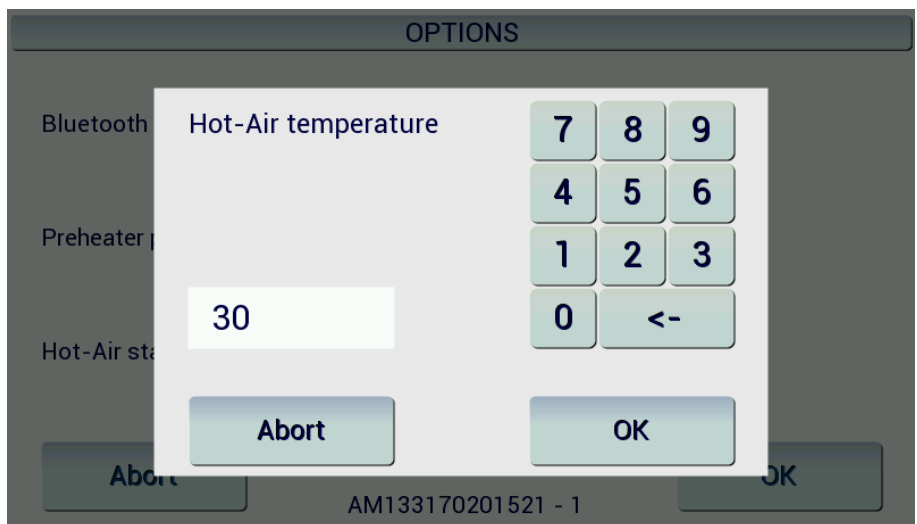 OPTIONS
Bluetooth
Hot-Air temperature
7 8 9
4 5 6
Preheater
1 2 3
30
0 <-
Hot-Air
Abort OK
Abort OK
AM133170201521 - 1